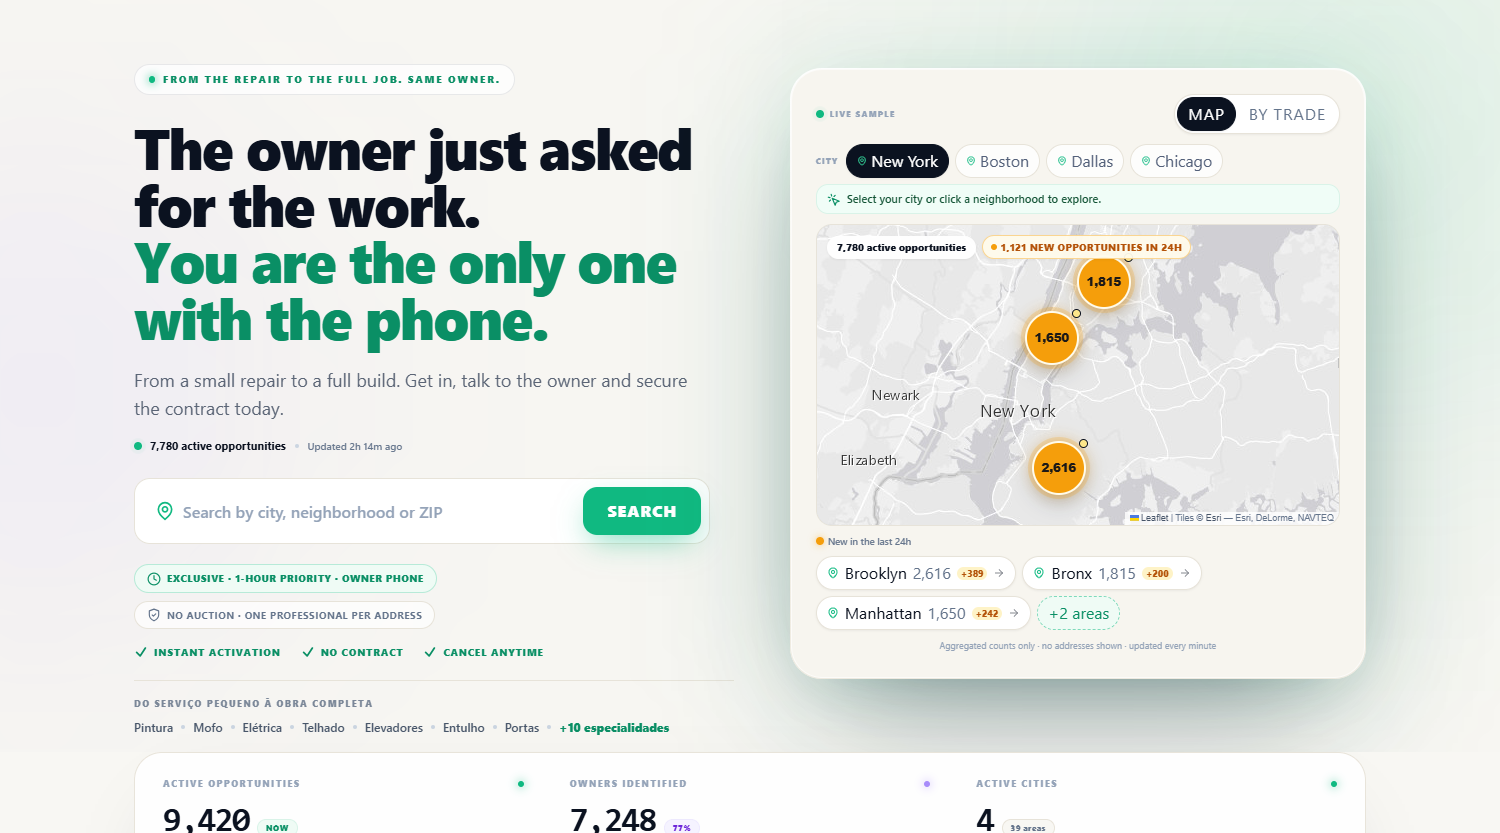 FROM THE REPAIR TO THE FULL JOB. SAME OWNER.
The owner just asked
for the work.
You are the only one
with the phone.
From a small repair to a full build. Get in, talk to the owner and secure
the contract today.
7,780 active opportunities • Updated 2h 14m ago
Search by city, neighborhood or ZIP
SEARCH
EXCLUSIVE · 1-HOUR PRIORITY · OWNER PHONE
NO AUCTION · ONE PROFESSIONAL PER ADDRESS
INSTANT ACTIVATION NO CONTRACT CANCEL ANYTIME
DO SERVIÇO PEQUENO À OBRA COMPLETA
Pintura • Mofo • Elétrica • Telhado • Elevadores • Entulho • Portas • +10 especialidades
LIVE SAMPLE
MAP BY TRADE
CITY New York Boston Dallas Chicago
Select your city or click a neighborhood to explore.
7,780 active opportunities 1,121 NEW OPPORTUNITIES IN 24H
1,815
1,650
Newark
New York
Elizabeth
2,616
Leaflet | Tiles © Esri — Esri, DeLorme, NAVTEQ
New in the last 24h
Brooklyn 2,616 +389 → Bronx 1,815 +200 →
Manhattan 1,650 +242 → +2 areas
Aggregated counts only · no addresses shown · updated every minute
ACTIVE OPPORTUNITIES
9,420 NOW
OWNERS IDENTIFIED
7,248 77%
ACTIVE CITIES
4 39 areas